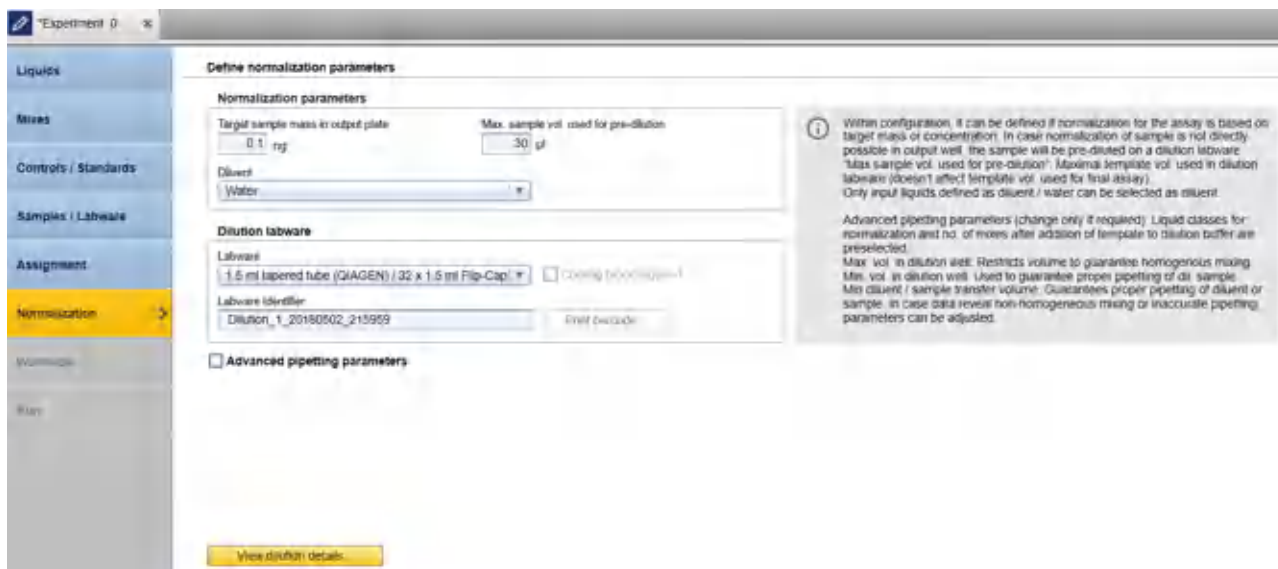 *Experiment 0
Liquids
Mixes
Controls / Standards
Samples / Labware
Assignment
Normalization
Worktable
Run
Define normalization parameters
Normalization parameters
Target sample mass in output plate
0.1 ng
Max. sample vol. used for pre-dilution
30 µl
Diluent
Water
Dilution labware
Labware
1.5 ml tapered tube (QIAGEN) / 32 x 1.5 ml Flip-Cap
Cooling block required
Labware identifier
Dilution_1_20180502_215959
Print barcode
Advanced pipetting parameters
View dilution details
Within configuration, it can be defined if normalization for the assay is based on
target mass or concentration. In case normalization of sample is not directly
possible in output well, the sample will be pre-diluted on a dilution labware.
"Max sample vol. used for pre-dilution": Maximal template vol. used in dilution
labware (doesn't affect template vol. used for final assay).
Only input liquids defined as diluent / water can be selected as diluent.
Advanced pipetting parameters (change only if required): Liquid classes for
normalization and no. of mixes after addition of template to dilution buffer are
preselected.
Max. vol. in dilution well: Restricts volume to guarantee homogenous mixing.
Min. vol. in dilution well: Used to guarantee proper pipetting of dil. sample.
Min diluent / sample transfer volume: Guarantees proper pipetting of diluent or
sample. In case data reveal non-homogeneous mixing or inaccurate pipetting
parameters can be adjusted.